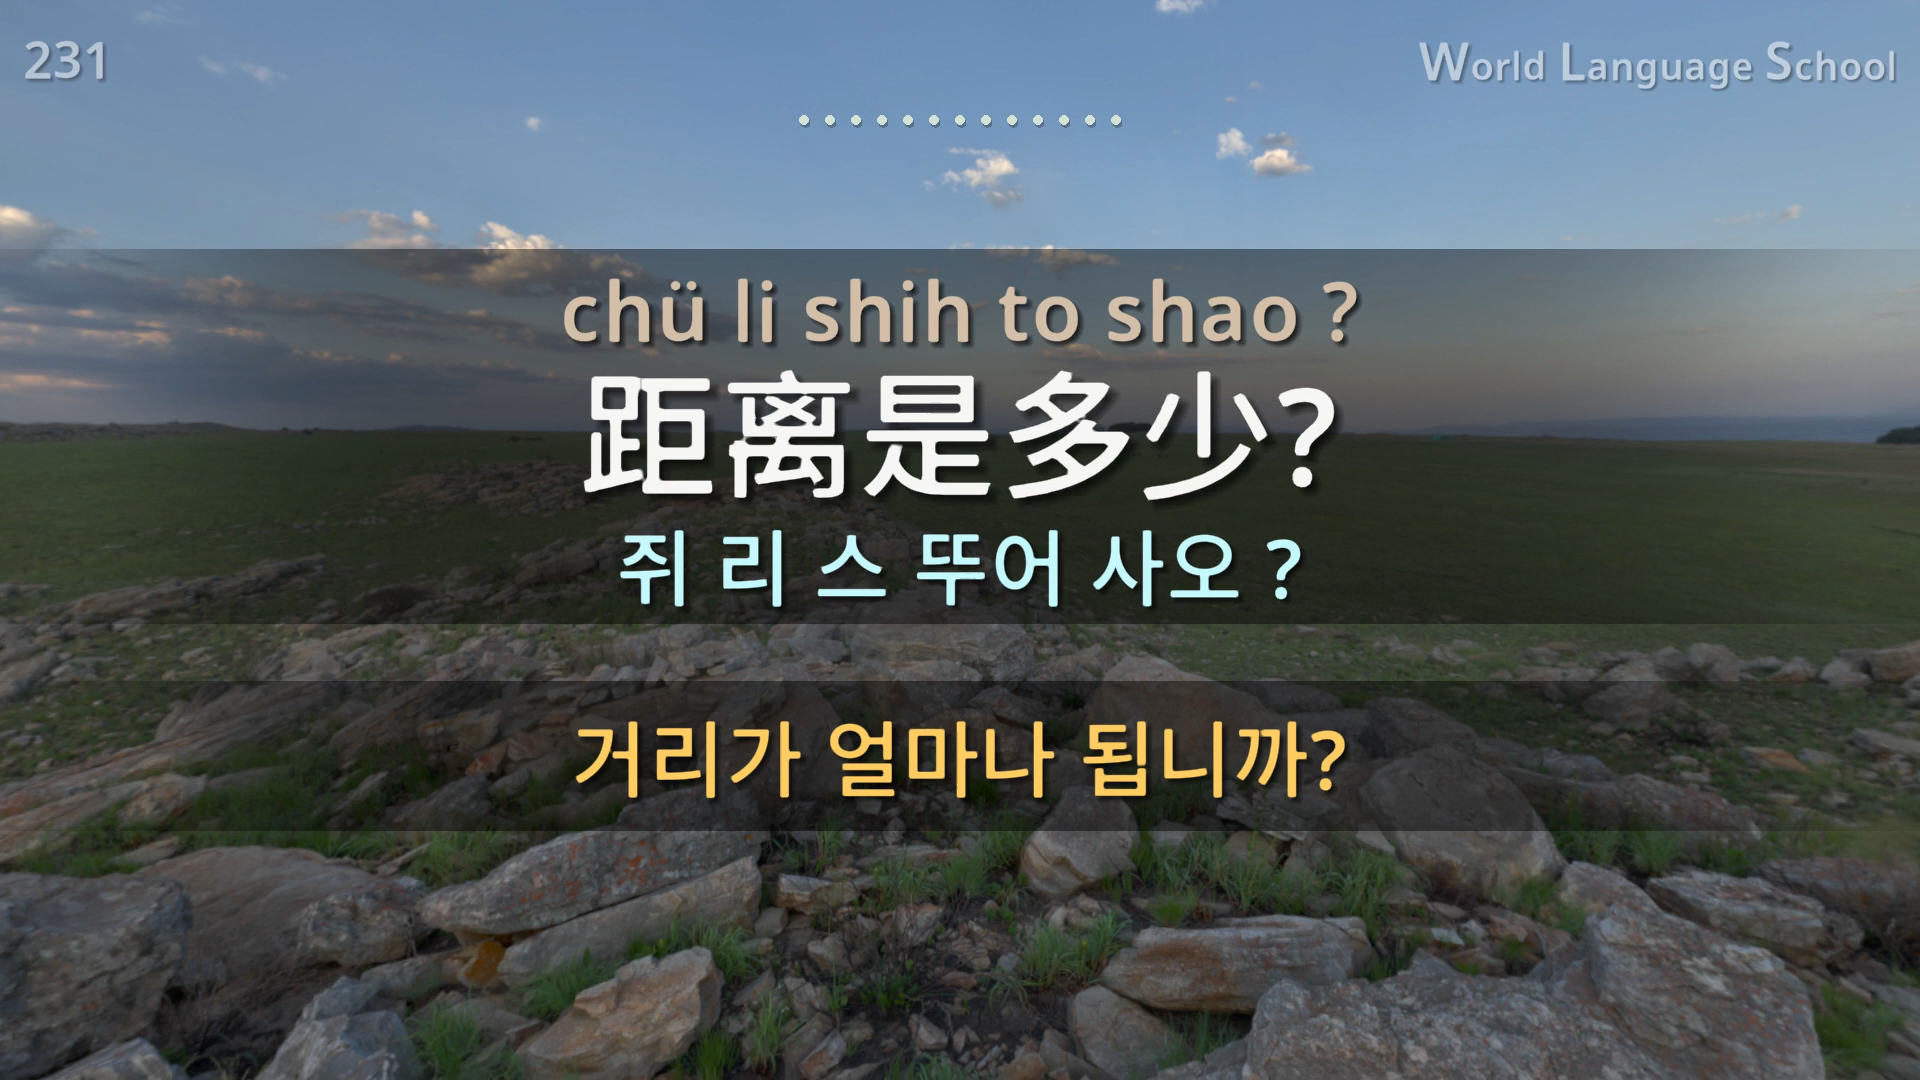 231
World Language School
chü li shih to shao ?
距离是多少?
쥐 리 스 뚜어 사오 ?
거리가 얼마나 됩니까?